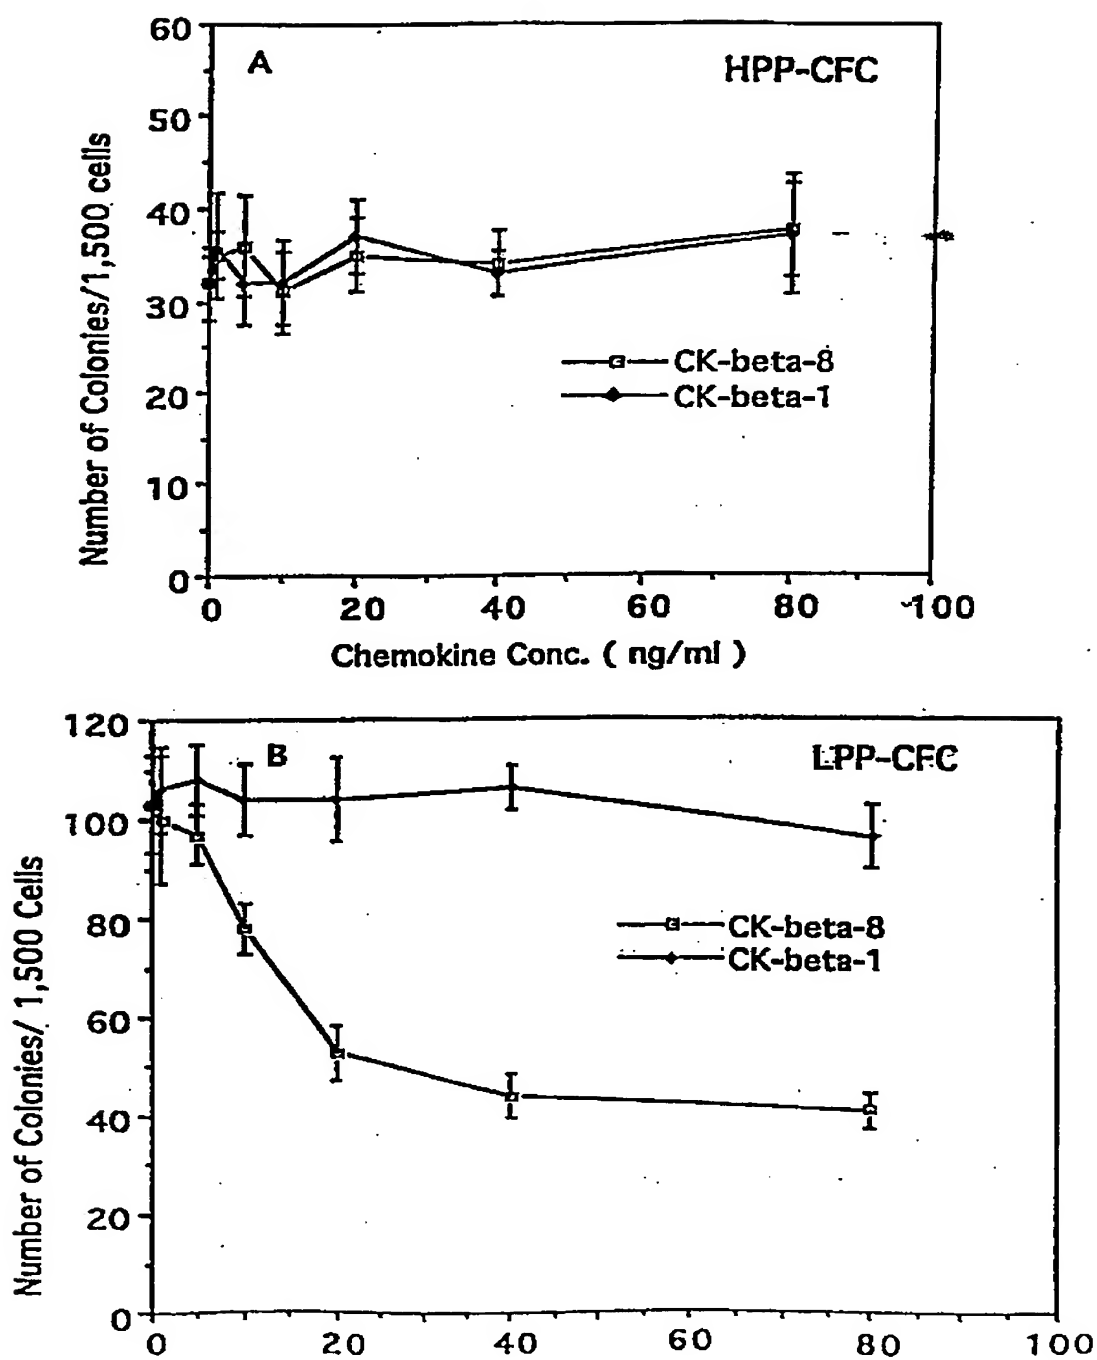 60
A
HPP-CFC
50
40
30
CK-beta-8
CK-beta-1
20
10
0
Number of Colonies/1,500 cells
0 20 40 60 80 100
Chemokine Conc. ( ng/ml )
120
B
LPP-CFC
100
80
CK-beta-8
CK-beta-1
60
40
20
0
Number of Colonies/ 1,500 Cells
0 20 40 60 80 100